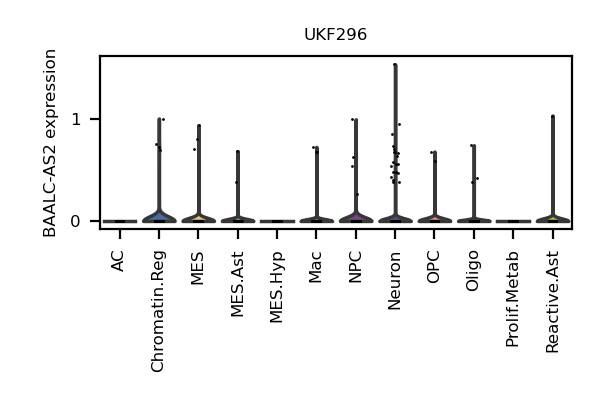 UKF296
BAALC-AS2 expression
1
0
AC
Chromatin.Reg
MES
MES.Ast
MES.Hyp
Mac
NPC
Neuron
OPC
Oligo
Prolif.Metab
Reactive.Ast